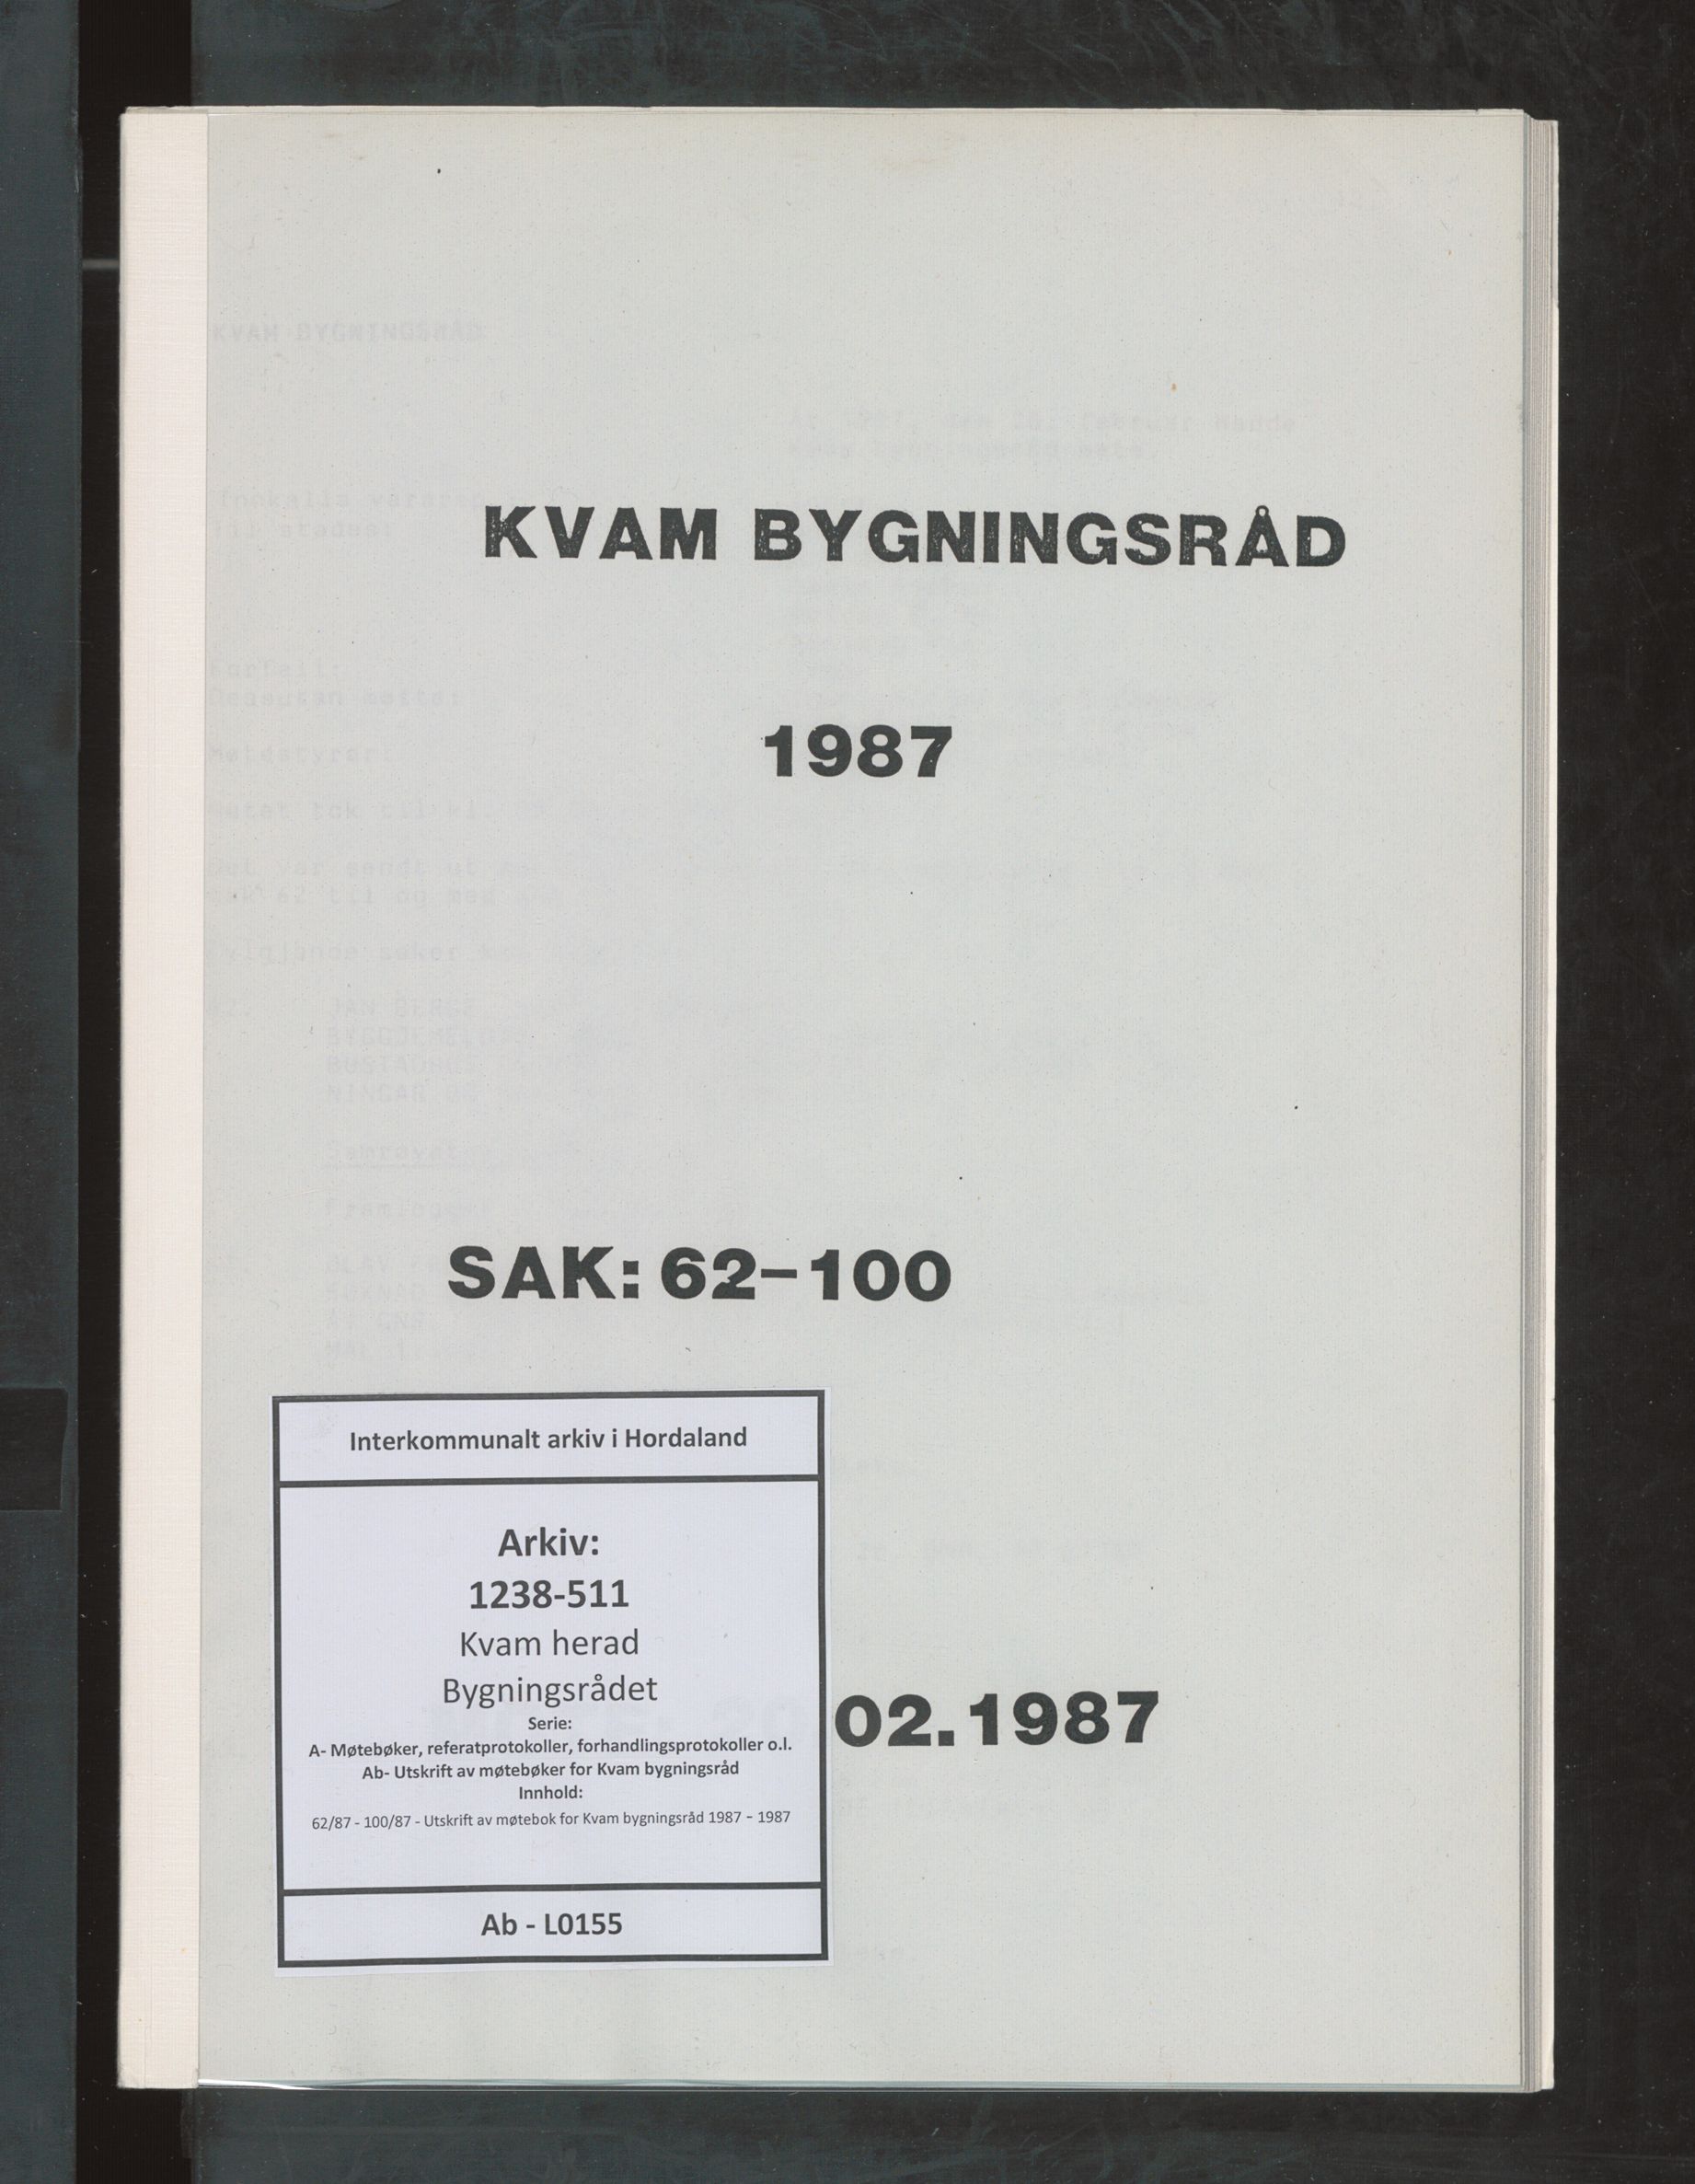 KVAM BYGNINGSRÅD
1987
SAK: 62-100
02.1987
Interkommunalt arkiv i Hordaland
Arkiv:
1238-511
Kvam herad
Bygningsrådet
Serie:
A- Møtebøker, referatprotokoller, forhandlingsprotokoller o.l.
Ab- Utskrift av møtebøker for Kvam bygningsråd
Innhold:
62/87 - 100/87 - Utskrift av møtebok for Kvam bygningsråd 1987 - 1987
Ab - L0155